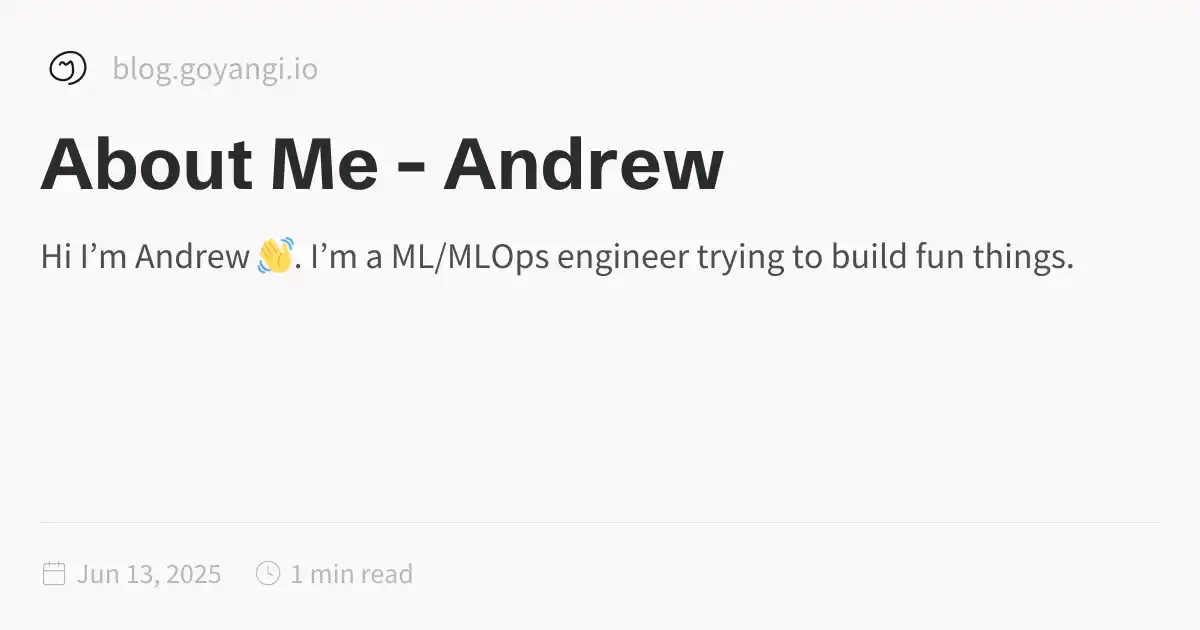 blog.goyangi.io
About Me - Andrew
Hi I’m Andrew 👋. I’m a ML/MLOps engineer trying to build fun things.
Jun 13, 2025 1 min read